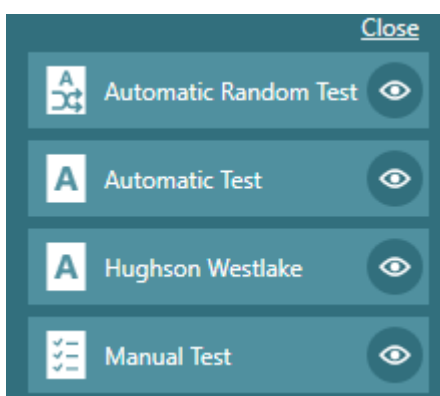 Close
A
Automatic Random Test
A
Automatic Test
A
Hughson Westlake
Manual Test